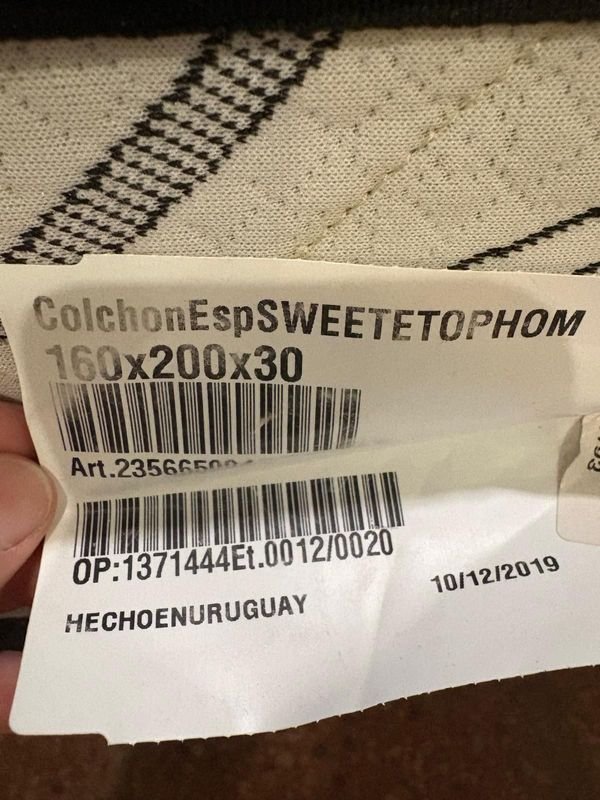 ColchonEspSWEETETOPHOM
160x200x30
OP:1371444Et.0012/0020
HECHOENURUGUAY
10/12/2019